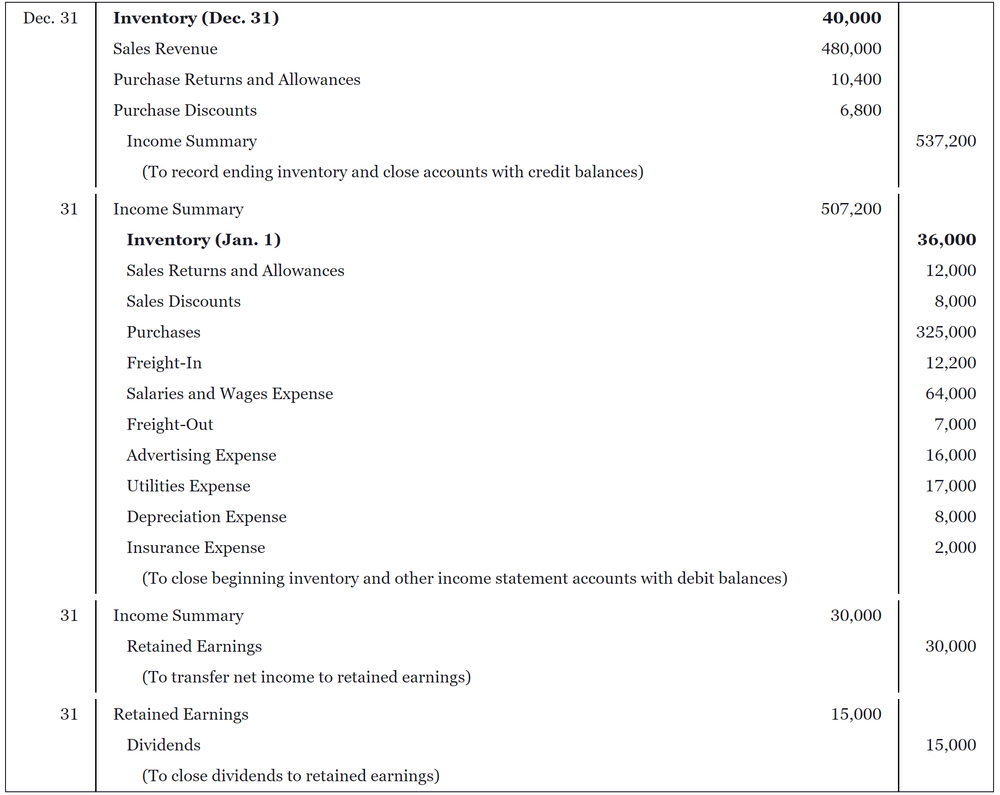 Dec. 31 Inventory (Dec. 31) 40,000
Sales Revenue 480,000
Purchase Returns and Allowances 10,400
Purchase Discounts 6,800
Income Summary 537,200
(To record ending inventory and close accounts with credit balances)
31 Income Summary 507,200
Inventory (Jan. 1) 36,000
Sales Returns and Allowances 12,000
Sales Discounts 8,000
Purchases 325,000
Freight-In 12,200
Salaries and Wages Expense 64,000
Freight-Out 7,000
Advertising Expense 16,000
Utilities Expense 17,000
Depreciation Expense 8,000
Insurance Expense 2,000
(To close beginning inventory and other income statement accounts with debit balances)
31 Income Summary 30,000
Retained Earnings 30,000
(To transfer net income to retained earnings)
31 Retained Earnings 15,000
Dividends 15,000
(To close dividends to retained earnings)